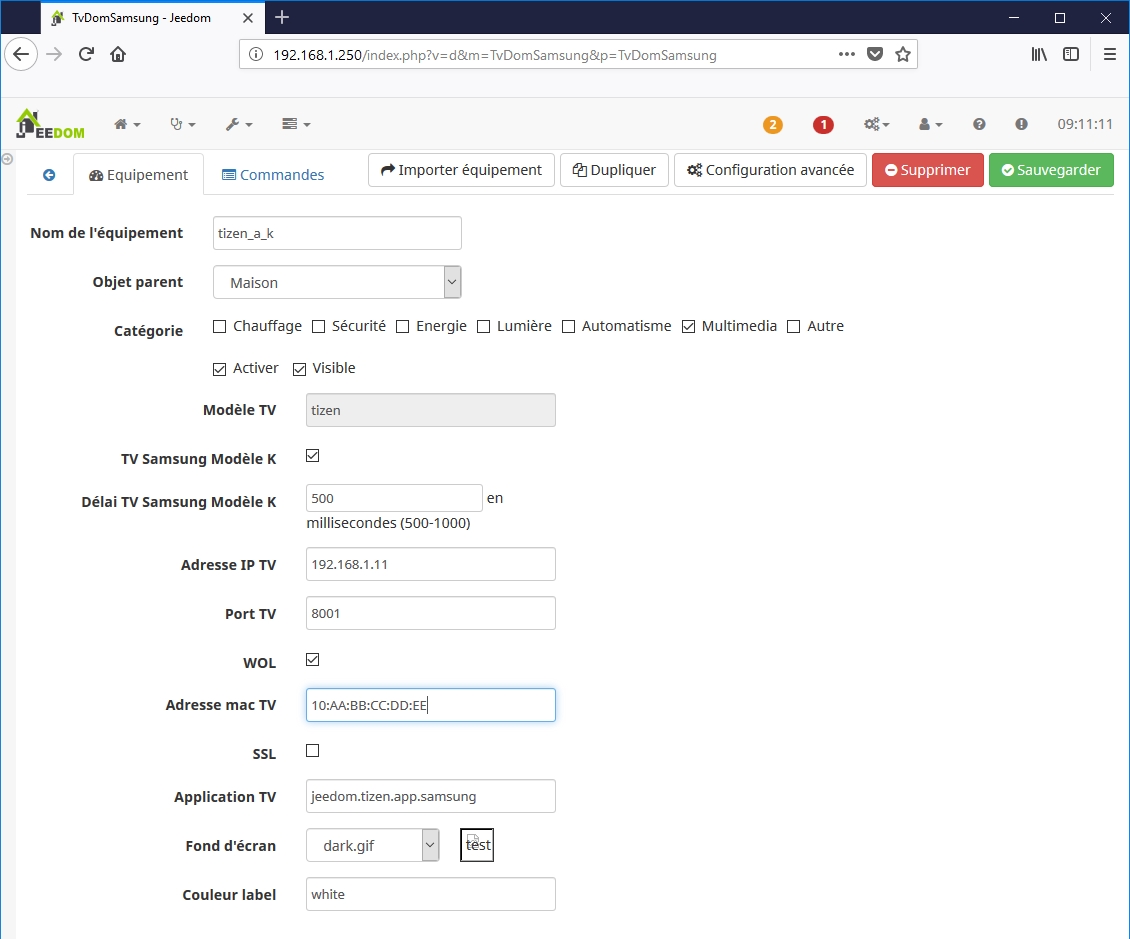 TvDomSamsung - Jeedom
192.168.1.250/index.php?v=d&m=TvDomSamsung&p=TvDomSamsung
JEEDOM
2
1
09:11:11
Equipement
Commandes
Importer équipement
Dupliquer
Configuration avancée
Supprimer
Sauvegarder
Nom de l'équipement
tizen_a_k
Objet parent
Maison
Catégorie
Chauffage Sécurité Energie Lumière Automatisme Multimedia Autre
Activer Visible
Modèle TV
tizen
TV Samsung Modèle K
Délai TV Samsung Modèle K
500 en
millisecondes (500-1000)
Adresse IP TV
192.168.1.11
Port TV
8001
WOL
Adresse mac TV
10:AA:BB:CC:DD:EE
SSL
Application TV
jeedom.tizen.app.samsung
Fond d'écran
dark.gif
test
Couleur label
white